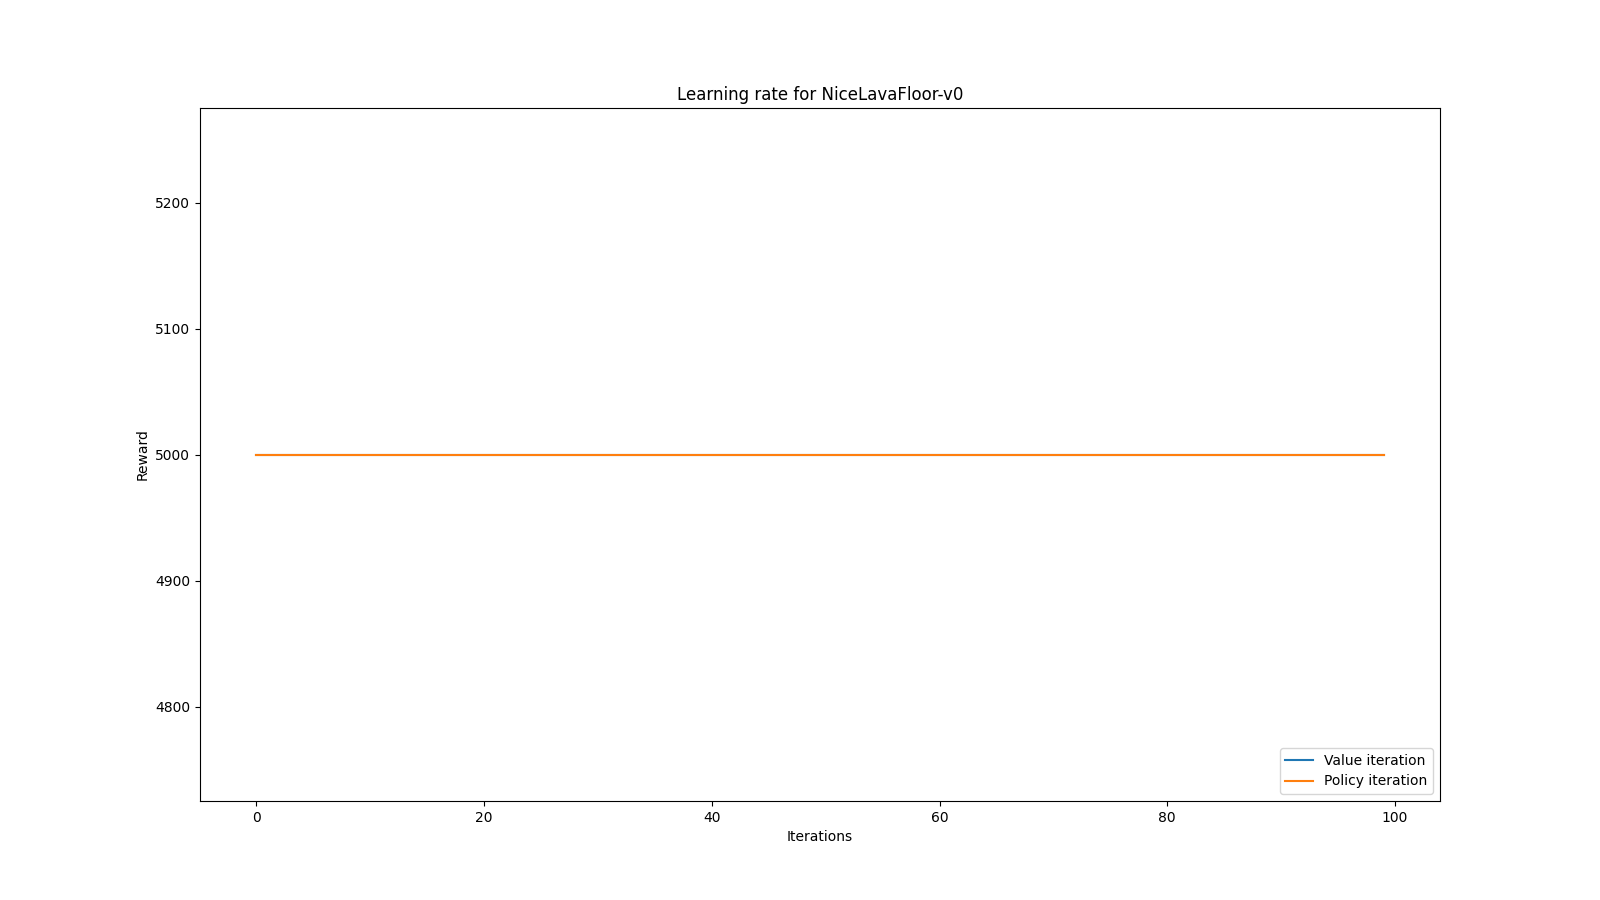 Learning rate for NiceLavaFloor-v0
5200
5100
5000
4900
4800
Reward
0 20 40 60 80 100
Iterations
Value iteration
Policy iteration